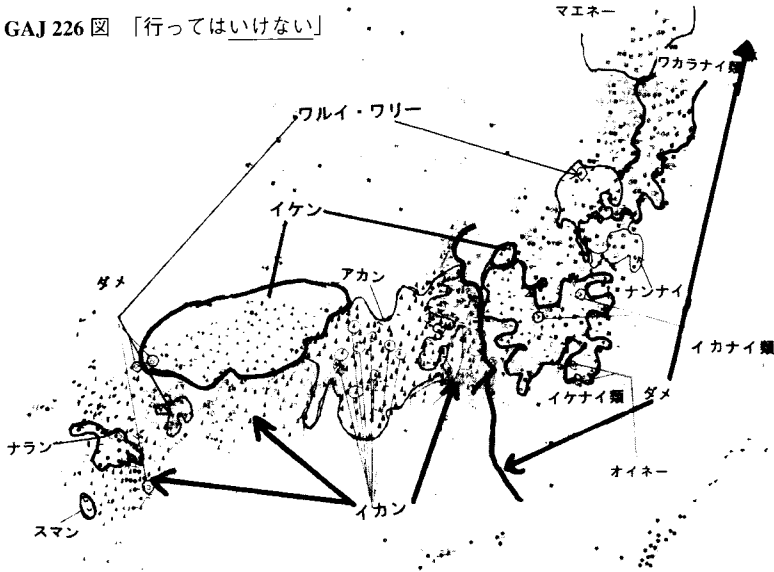 GAJ 226 図 「行ってはいけない」
マエネー
ワカラナイ類
ワルイ・ワリー
イケン
アカン
ダメ
ナンナイ
イカナイ類
イケナイ類
ダメ
ナラン
オイネー
イカン
スマン